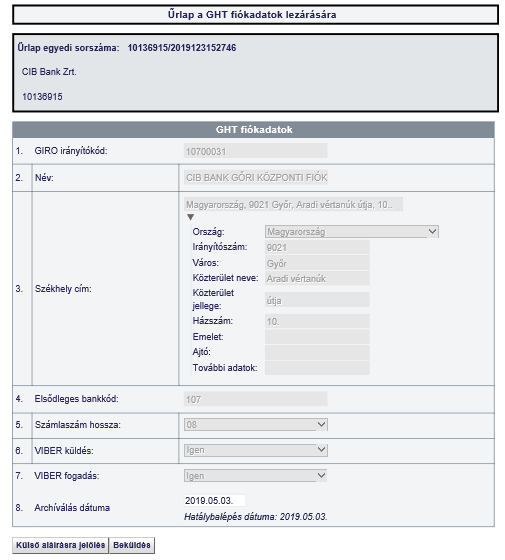 Űrlap a GHT fiókadatok lezárására
Űrlap egyedi sorszáma: 10136915/2019123152746
CIB Bank Zrt.
10136915
GHT fiókadatok
1. GIRO irányítókód: 10700031
2. Név: CIB BANK GŐRI KÖZPONTI FIÓK
3. Székhely cím:
Magyarország, 9021 Győr, Aradi vértanúk útja, 10..
Ország: Magyarország
Irányítószám: 9021
Város: Győr
Közterület neve: Aradi vértanúk
Közterület jellege: útja
Házszám: 10.
Emelet:
Ajtó:
További adatok:
4. Elsődleges bankkód: 107
5. Számlaszám hossza: 08
6. VIBER küldés: Igen
7. VIBER fogadás: Igen
8. Archíválás dátuma 2019.05.03.
Hatálybalépés dátuma: 2019.05.03.
Külső aláírásra jelölés Beküldés